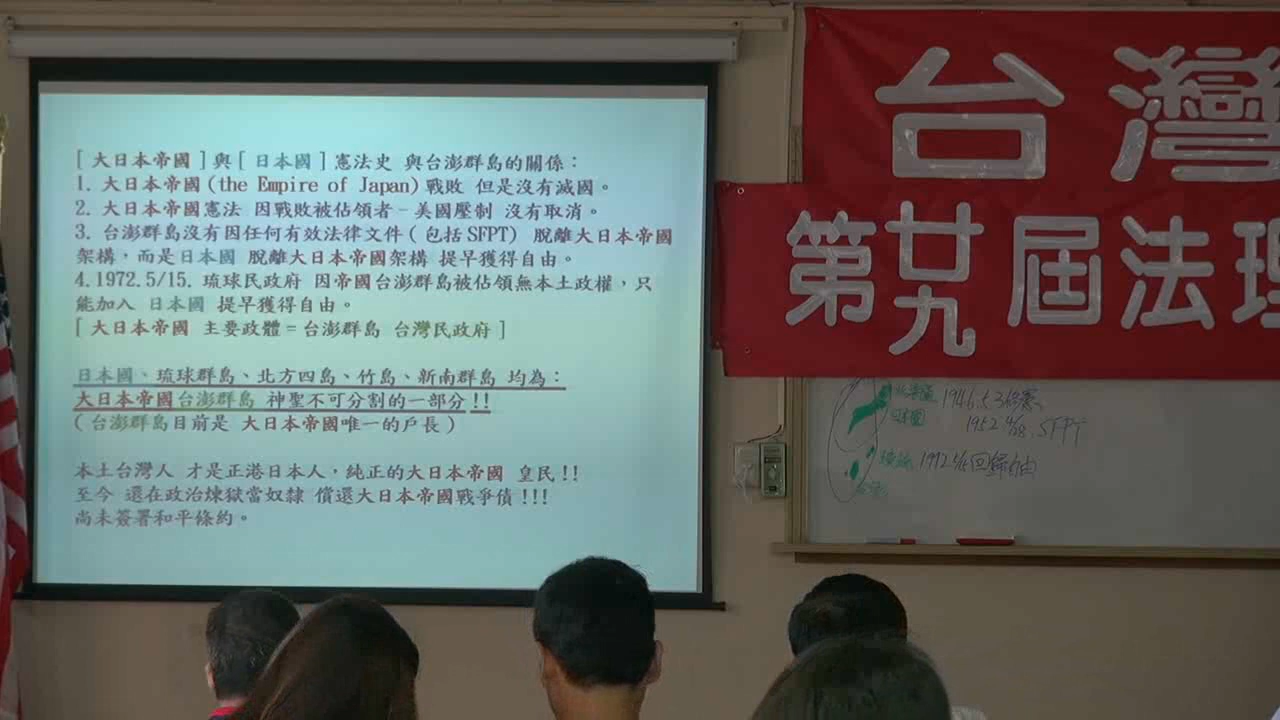 [ 大日本帝國 ] 與 [ 日本國 ] 憲法史 與台澎群島的關係：
1. 大日本帝國 (the Empire of Japan) 戰敗 但是沒有滅國。
2. 大日本帝國憲法 因戰敗被佔領者－美國壓制 沒有取消。
3. 台澎群島沒有因任何有效法律文件 ( 包括 SFPT) 脫離大日本帝國
架構，而是日本國 脫離大日本帝國架構 提早獲得自由。
4.1972.5/15. 琉球民政府 因帝國台澎群島被佔領無本土政權，只
能加入 日本國 提早獲得自由。
[ 大日本帝國 主要政體＝台澎群島 台灣民政府 ]
日本國、琉球群島、北方四島、竹島、新南群島 均為：
大日本帝國台澎群島 神聖不可分割的一部分 !!
( 台澎群島目前是 大日本帝國唯一的戶長 )
本土台灣人 才是正港日本人，純正的大日本帝國 皇民 !!
至今 還在政治煉獄當奴隸 償還大日本帝國戰爭債 !!!
尚未簽署和平條約。
台灣
第廿九屆法理
日本國 1946.5.3
1952 4/28. SFPT